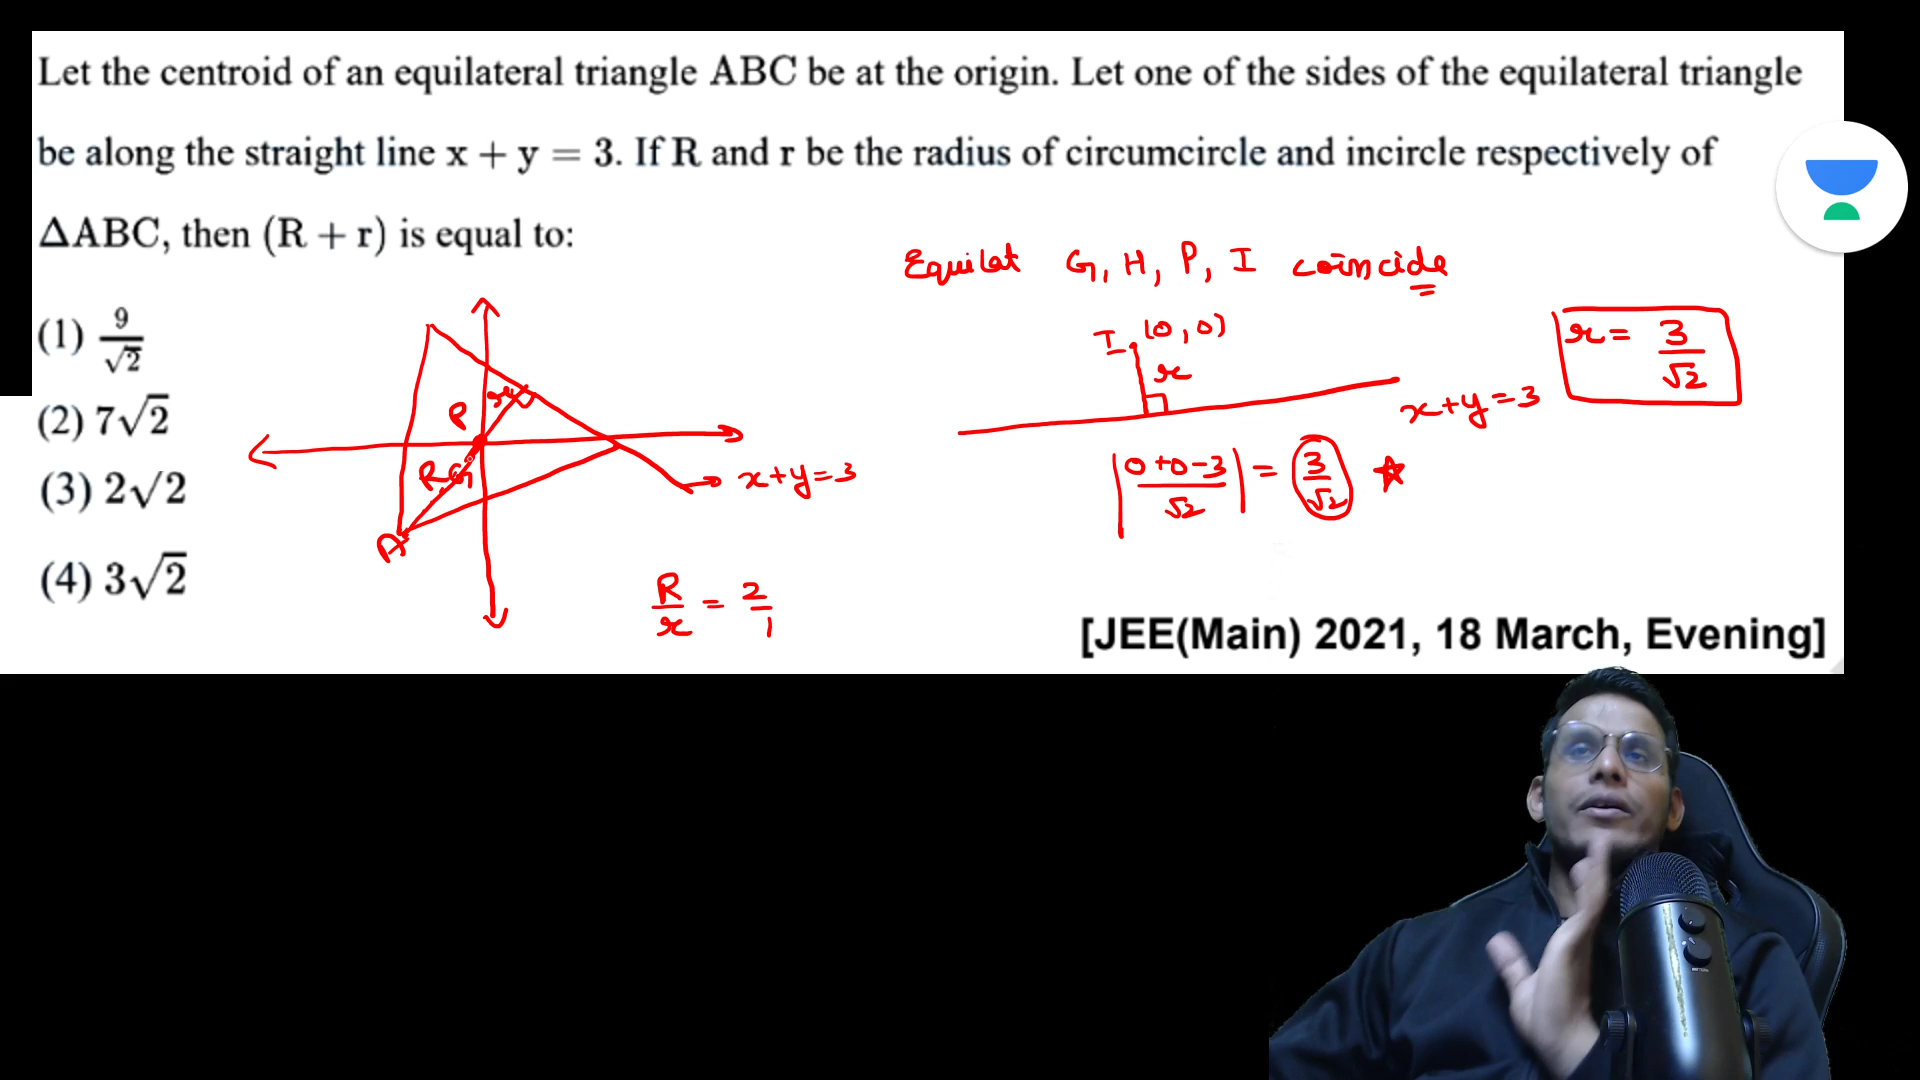 Let the centroid of an equilateral triangle ABC be at the origin. Let one of the sides of the equilateral triangle
be along the straight line x + y = 3. If R and r be the radius of circumcircle and incircle respectively of
ΔABC, then (R + r) is equal to:
Equilat G, H, P, I coincide
(1) 9/√2
(2) 7√2
(3) 2√2
(4) 3√2
P
r
R
G
A
x+y=3
R/r = 2/1
I (0,0)
r
x+y=3
|0+0-3/√2| = 3/√2
r = 3/√2
[JEE(Main) 2021, 18 March, Evening]